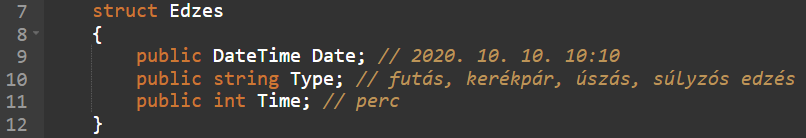 7 struct Edzes
8 {
9 public DateTime Date; // 2020. 10. 10. 10:10
10 public string Type; // futás, kerékpár, úszás, súlyzós edzés
11 public int Time; // perc
12 }